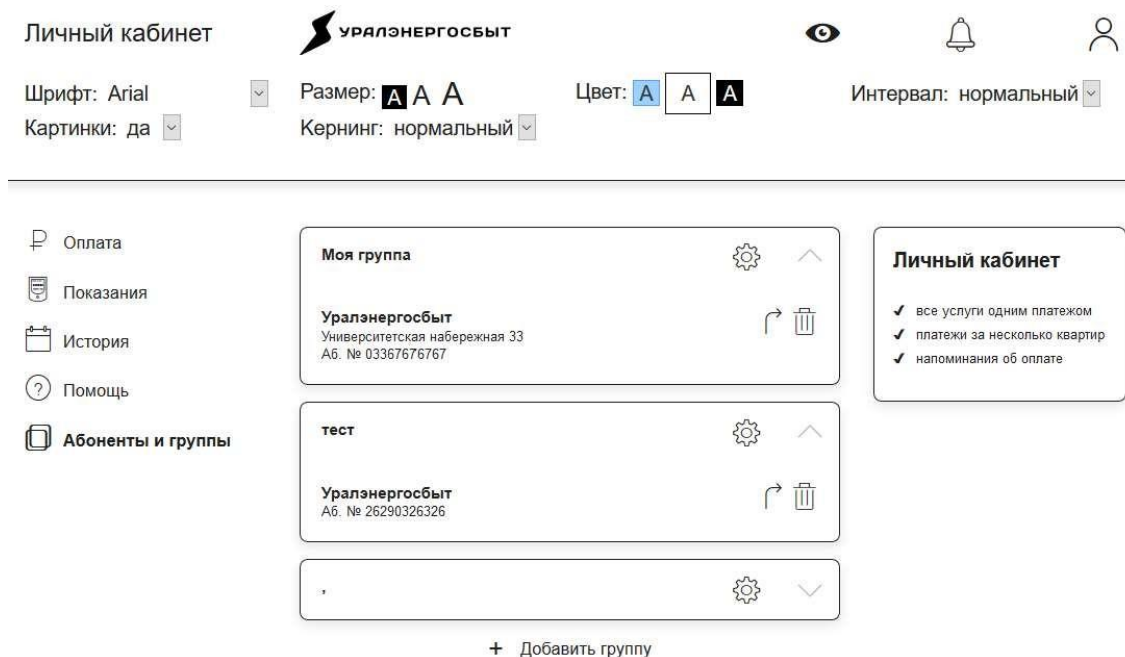 Личный кабинет
УРАЛЭНЕРГОСБЫТ
Шрифт: Arial
Размер: A A A
Цвет: A A A
Интервал: нормальный
Картинки: да
Кернинг: нормальный
Оплата
Показания
История
? Помощь
Абоненты и группы
Моя группа
Уралэнергосбыт
Университетская набережная 33
Аб. № 03367676767
тест
Уралэнергосбыт
Аб. № 26290326326
,
+ Добавить группу
Личный кабинет
✔ все услуги одним платежом
✔ платежи за несколько квартир
✔ напоминания об оплате